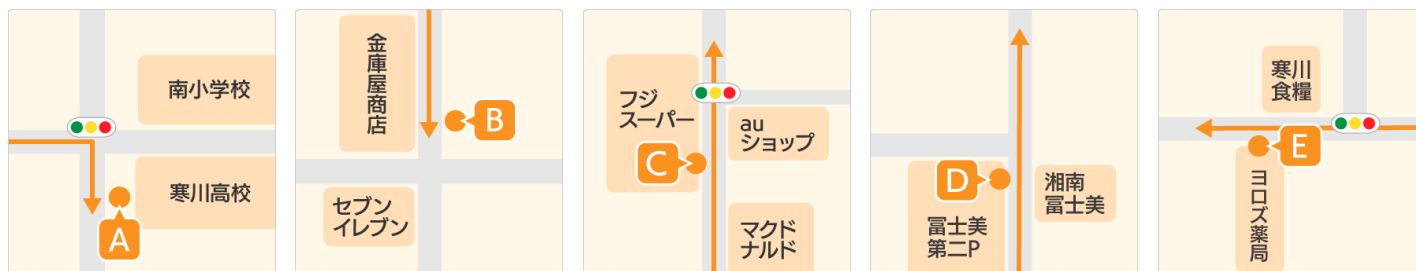 南小学校
寒川高校
A
金庫屋商店
B
セブン
イレブン
フジ
スーパー
au
ショップ
C
マクド
ナルド
D
湘南
冨士美
冨士美
第二P
寒川
食糧
E
ヨロズ薬局